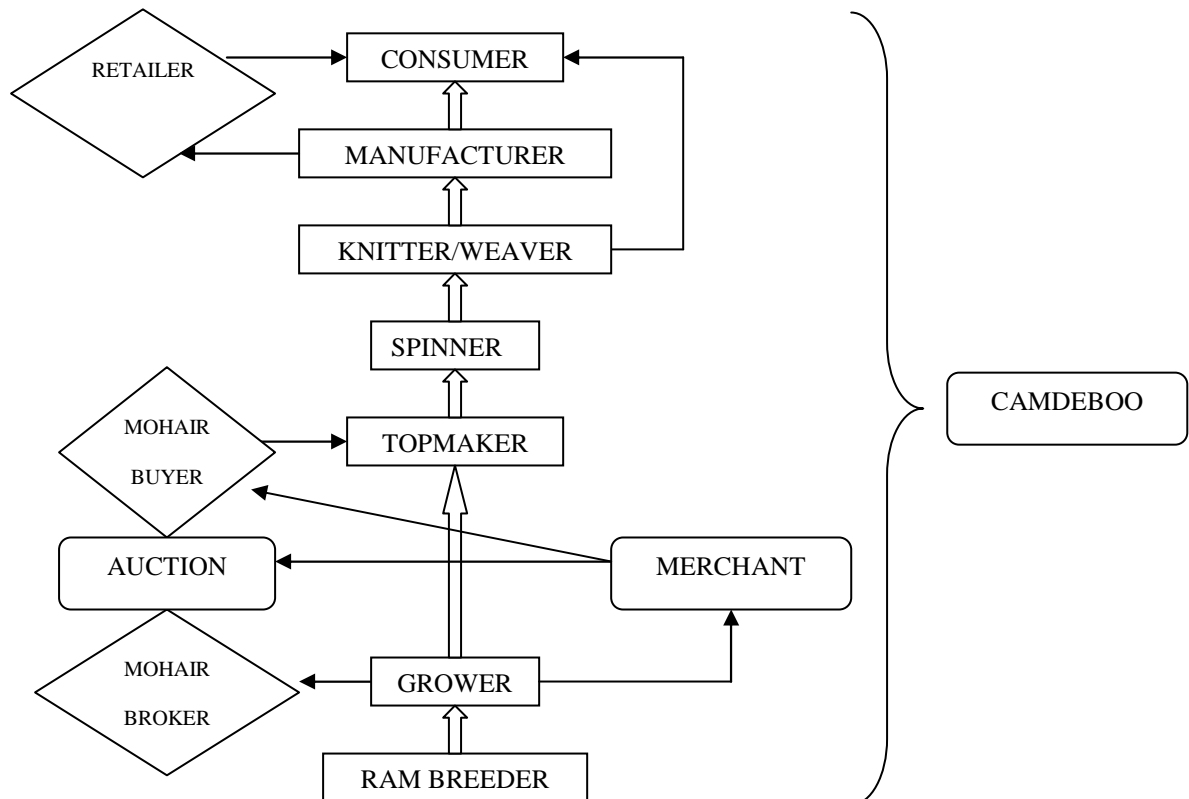 CONSUMER
RETAILER
MANUFACTURER
KNITTER/WEAVER
SPINNER
CAMDEBOO
MOHAIR
BUYER
TOPMAKER
AUCTION
MERCHANT
MOHAIR
BROKER
GROWER
RAM BREEDER